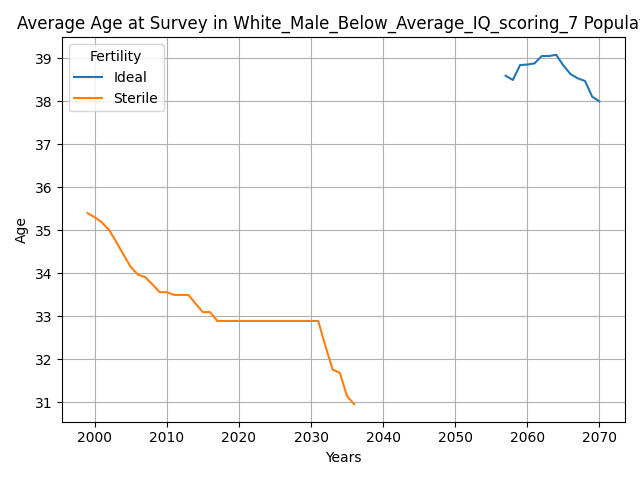 Average Age at Survey in White_Male_Below_Average_IQ_scoring_7 Popula
Fertility
Ideal
Sterile
39
38
37
36
35
34
33
32
31
Age
2000 2010 2020 2030 2040 2050 2060 2070
Years